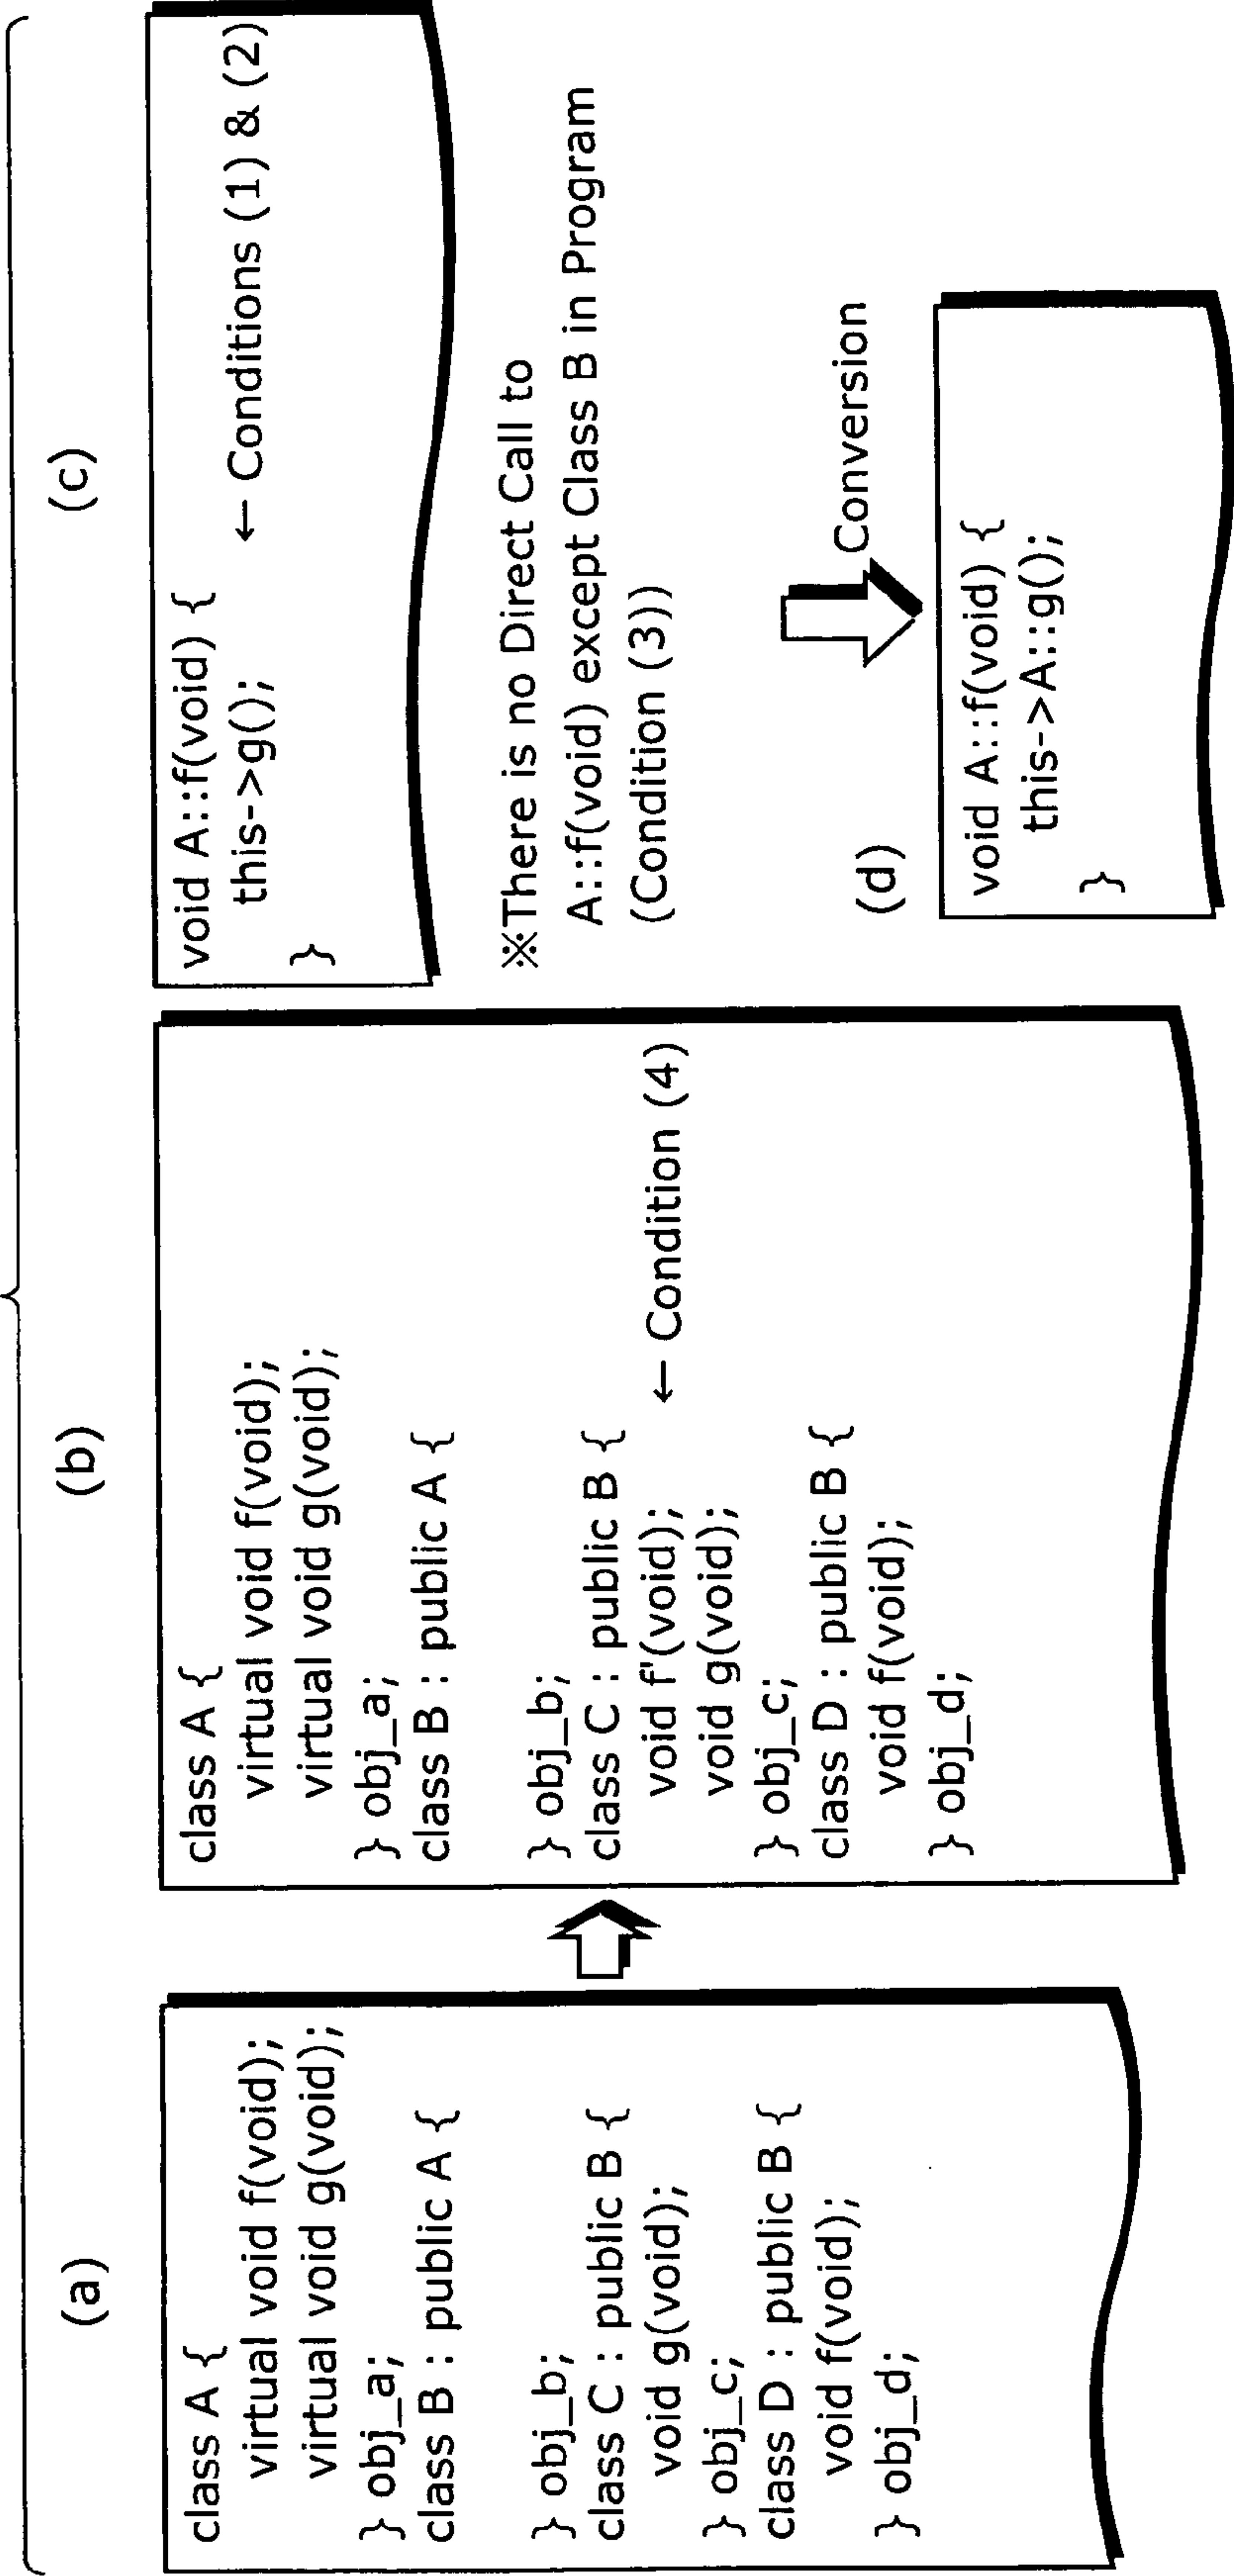 (a)
class A {
virtual void f(void);
virtual void g(void);
} obj_a;
class B : public A {
} obj_b;
class C : public B {
void g(void);
} obj_c;
class D : public B {
void f(void);
} obj_d;
(b)
class A {
virtual void f(void);
virtual void g(void);
} obj_a;
class B : public A {
} obj_b;
class C : public B {
void f'(void); ← Condition (4)
void g(void);
} obj_c;
class D : public B {
void f(void);
} obj_d;
(c)
void A::f(void) {
this->g(); ← Conditions (1) & (2)
}
※There is no Direct Call to
A::f(void) except Class B in Program
(Condition (3))
Conversion
(d)
void A::f(void) {
this->A::g();
}